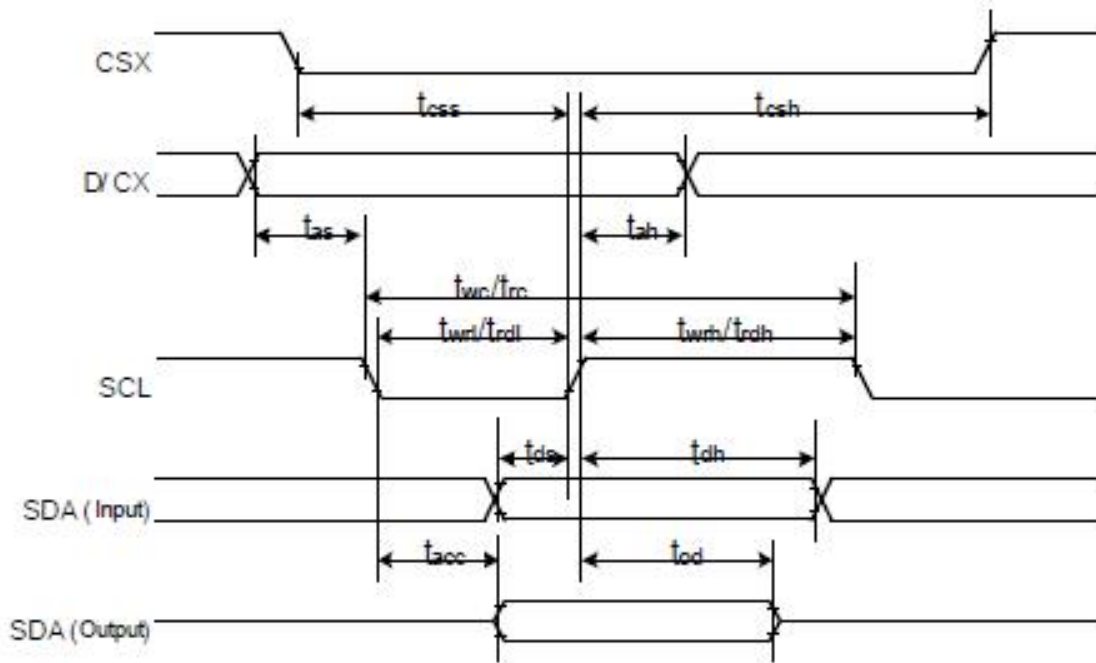 CSX
tcss tcsh
D/CX
tas tah
twc/trc
twrl/trdl twrh/trdh
SCL
tds tdh
SDA (Input)
tacc tod
SDA (Output)